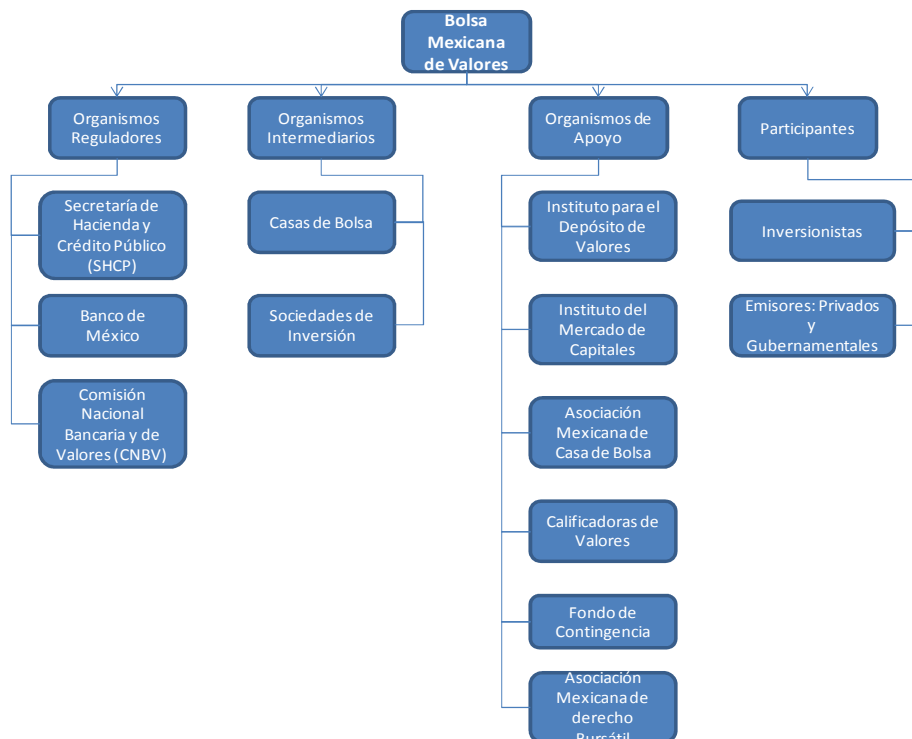 Bolsa
Mexicana
de Valores
Organismos
Reguladores
Secretaría de
Hacienda y
Crédito Público
(SHCP)
Banco de
México
Comisión
Nacional
Bancaria y de
Valores (CNBV)
Organismos
Intermediarios
Casas de Bolsa
Sociedades de
Inversión
Organismos de
Apoyo
Instituto para el
Depósito de
Valores
Instituto del
Mercado de
Capitales
Asociación
Mexicana de
Casa de Bolsa
Calificadoras de
Valores
Fondo de
Contingencia
Asociación
Mexicana de
derecho
Bursátil
Participantes
Inversionistas
Emisores: Privados
y
Gubernamentales